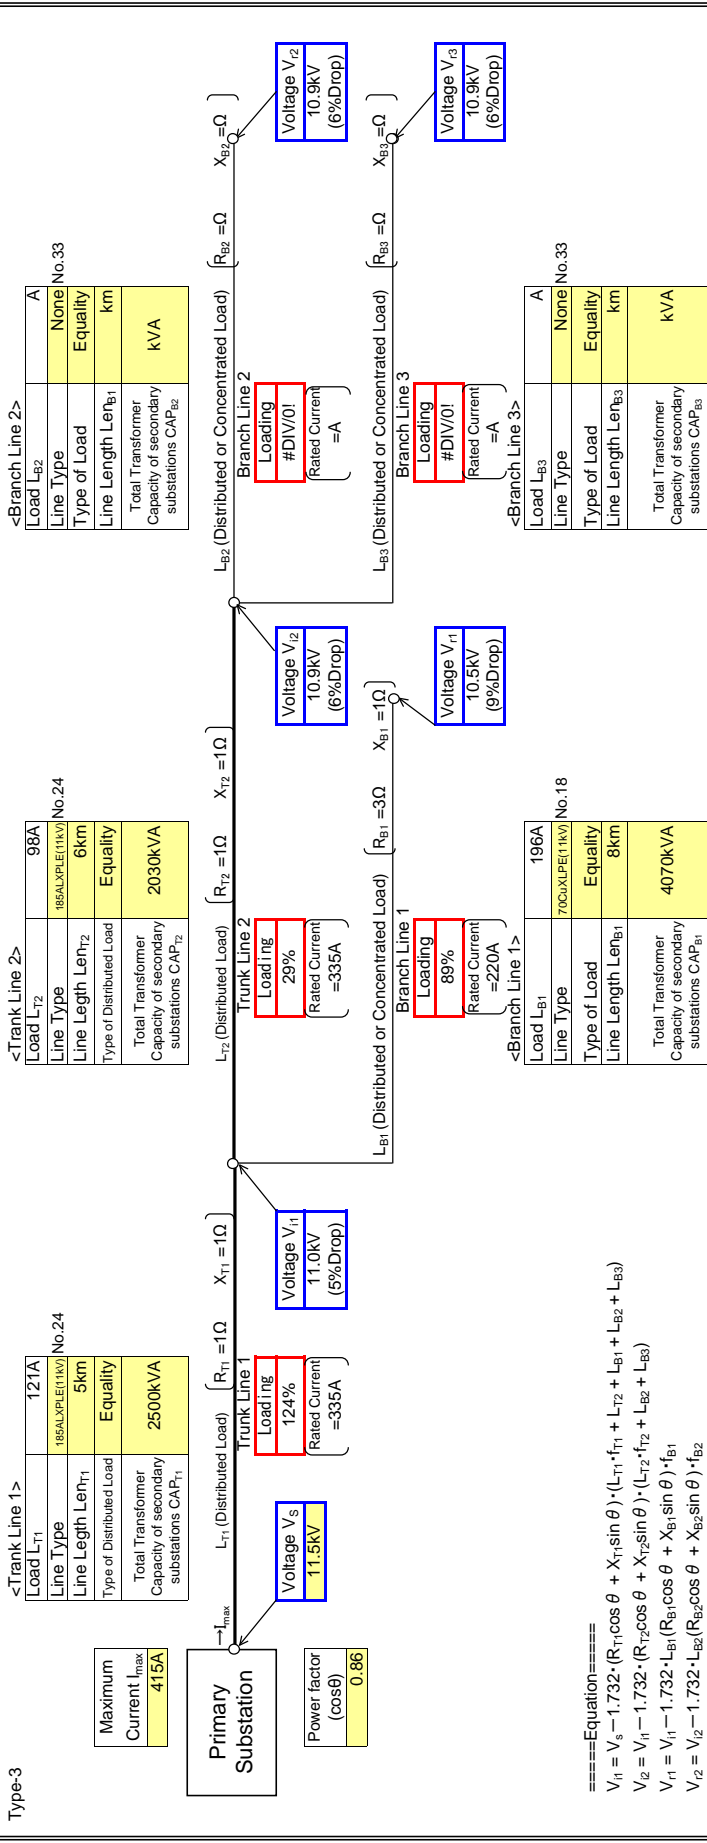 Type-3
Maximum
Current Imax
415A
Primary
Substation
Power factor
(cosθ)
0.86
→Imax
Voltage VS
11.5kV
<Trank Line 1>
Load LT1 121A
Line Type 185ALXPLE(11kV) No.24
Line Legth LenT1 5km
Type of Distributed Load Equality
Total Transformer
Capacity of secondary
substations CAPT1
2500kVA
LT1 (Distributed Load)
RT1 =1Ω XT1 =1Ω
Trunk Line 1
Loading
124%
Rated Current
=335A
Voltage Vi1
11.0kV
(5%Drop)
<Trank Line 2>
Load LT2 98A
Line Type 185ALXPLE(11kV) No.24
Line Legth LenT2 6km
Type of Distributed Load Equality
Total Transformer
Capacity of secondary
substations CAPT2
2030kVA
LT2 (Distributed Load)
RT2 =1Ω XT2 =1Ω
Trunk Line 2
Loading
29%
Rated Current
=335A
Voltage Vi2
10.9kV
(6%Drop)
LB1 (Distributed or Concentrated Load)
RB1 =3Ω XB1 =1Ω
Branch Line 1
Loading
89%
Rated Current
=220A
Voltage Vr1
10.5kV
(9%Drop)
<Branch Line 1>
Load LB1 196A
Line Type 70CuXLPE(11kV) No.18
Type of Load Equality
Line Length LenB1 8km
Total Transformer
Capacity of secondary
substations CAPB1
4070kVA
<Branch Line 2>
Load LB2 A
Line Type None No.33
Type of Load Equality
Line Length LenB1 km
Total Transformer
Capacity of secondary
substations CAPB2
kVA
LB2 (Distributed or Concentrated Load)
RB2 =Ω XB2 =Ω
Branch Line 2
Loading
#DIV/0!
Rated Current
=A
Voltage Vr2
10.9kV
(6%Drop)
LB3 (Distributed or Concentrated Load)
RB3 =Ω XB3 =Ω
Branch Line 3
Loading
#DIV/0!
Rated Current
=A
Voltage Vr3
10.9kV
(6%Drop)
<Branch Line 3>
Load LB3 A
Line Type None No.33
Type of Load Equality
Line Length LenB3 km
Total Transformer
Capacity of secondary
substations CAPB3
kVA
=====Equation=====
Vi1 = Vs－1.732･(RT1cos θ + XT1sin θ)･(LT1･fT1 + LT2 + LB1 + LB2 + LB3)
Vi2 = Vi1－1.732･(RT2cos θ + XT2sin θ)･(LT2･fT2 + LB2 + LB3)
Vr1 = Vi1－1.732･LB1(RB1cos θ + XB1sin θ)･fB1
Vr2 = Vi2－1.732･LB2(RB2cos θ + XB2sin θ)･fB2